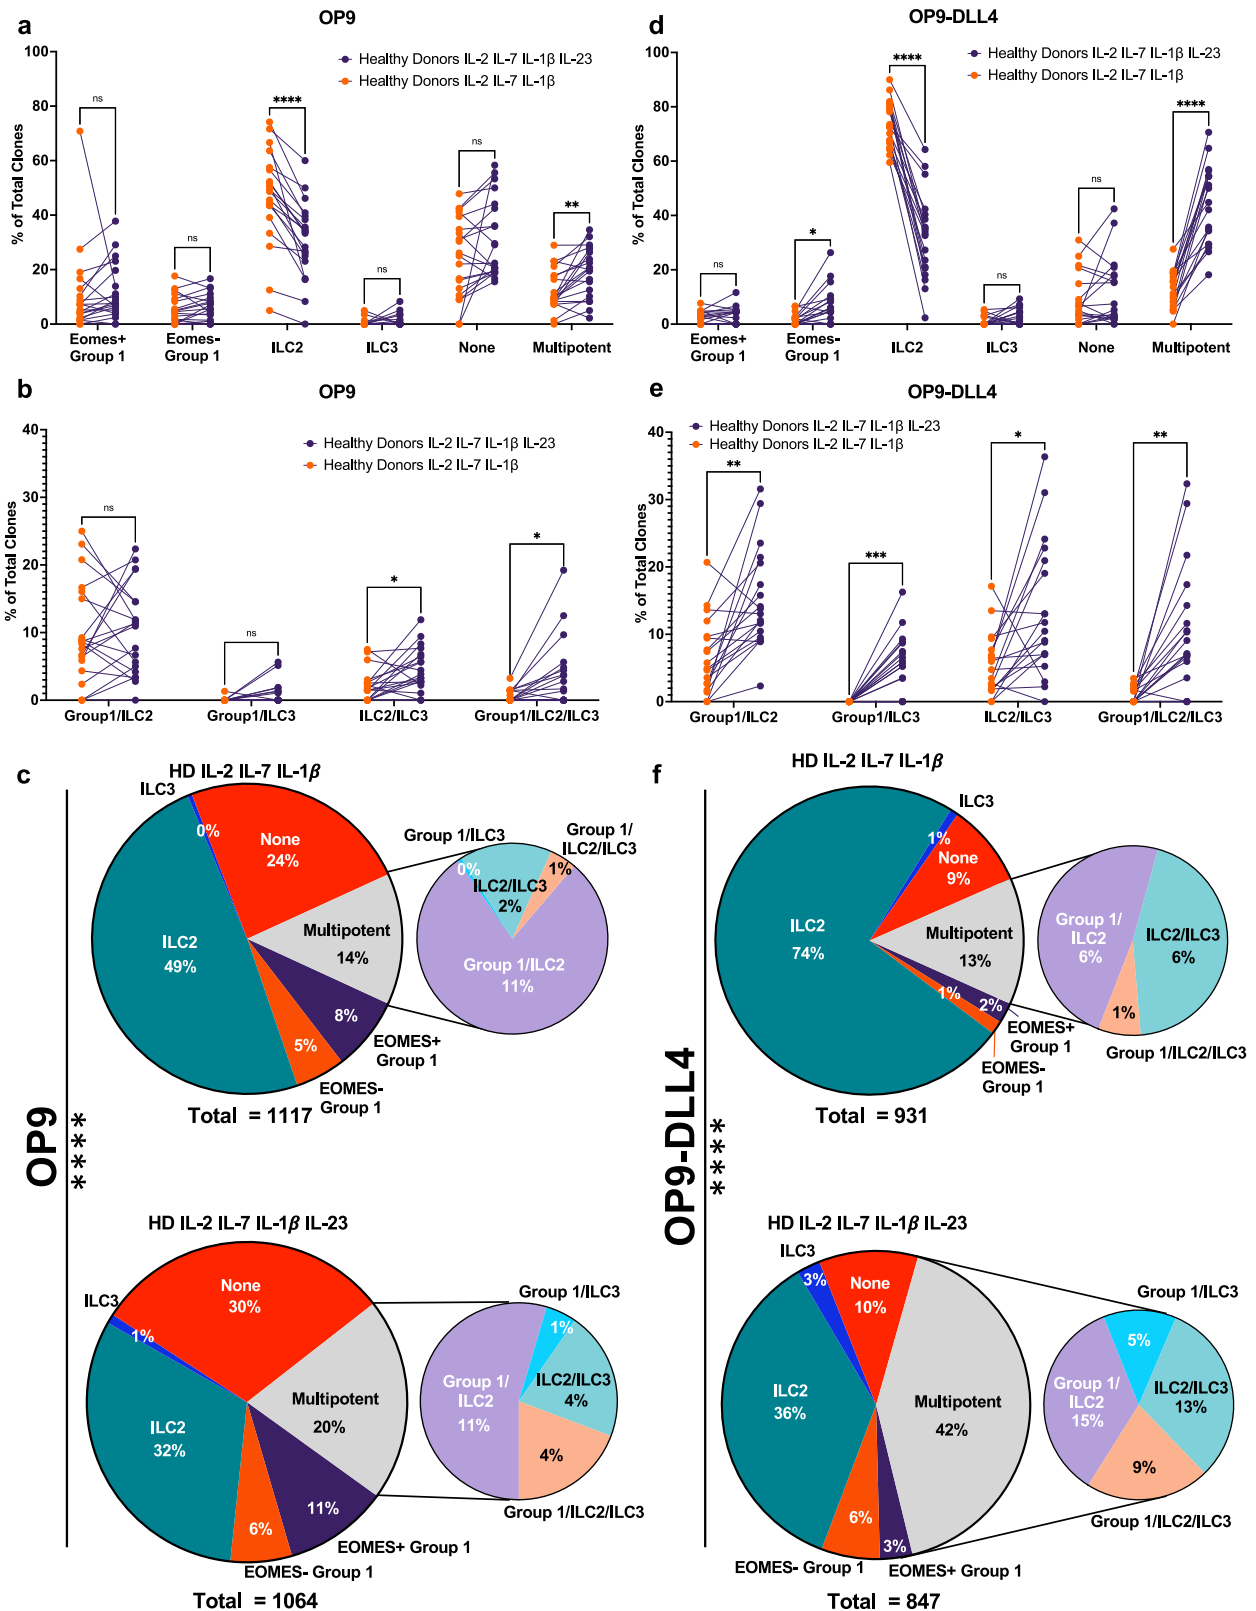 a
OP9
Healthy Donors IL-2 IL-7 IL-1β IL-23
Healthy Donors IL-2 IL-7 IL-1β
% of Total Clones
100
80
60
40
20
0
ns
ns
****
ns
ns
**
Eomes+
Group 1
Eomes-
Group 1
ILC2
ILC3
None
Multipotent
d
OP9-DLL4
Healthy Donors IL-2 IL-7 IL-1β IL-23
Healthy Donors IL-2 IL-7 IL-1β
% of Total Clones
100
80
60
40
20
0
ns
*
****
ns
ns
****
Eomes+
Group 1
Eomes-
Group 1
ILC2
ILC3
None
Multipotent
b
OP9
Healthy Donors IL-2 IL-7 IL-1β IL-23
Healthy Donors IL-2 IL-7 IL-1β
% of Total Clones
40
30
20
10
0
ns
ns
*
*
Group1/ILC2
Group1/ILC3
ILC2/ILC3
Group1/ILC2/ILC3
e
OP9-DLL4
Healthy Donors IL-2 IL-7 IL-1β IL-23
Healthy Donors IL-2 IL-7 IL-1β
% of Total Clones
40
30
20
10
0
**
***
*
**
Group1/ILC2
Group1/ILC3
ILC2/ILC3
Group1/ILC2/ILC3
c
OP9
****
HD IL-2 IL-7 IL-1β
ILC3
0%
None
24%
Multipotent
14%
8%
EOMES+
Group 1
5%
EOMES-
Group 1
ILC2
49%
Group 1/ILC3
0%
ILC2/ILC3
2%
Group 1/
ILC2/ILC3
1%
Group 1/ILC2
11%
Total = 1117
HD IL-2 IL-7 IL-1β IL-23
ILC3
1%
None
30%
Multipotent
20%
11%
EOMES+ Group 1
6%
EOMES- Group 1
ILC2
32%
Group 1/ILC3
1%
ILC2/ILC3
4%
4%
Group 1/ILC2/ILC3
Group 1/
ILC2
11%
Total = 1064
f
OP9-DLL4
****
HD IL-2 IL-7 IL-1β
ILC3
1%
None
9%
Multipotent
13%
2%
EOMES+
Group 1
1%
EOMES-
Group 1
ILC2
74%
Group 1/
ILC2
6%
ILC2/ILC3
6%
1%
Group 1/ILC2/ILC3
Total = 931
HD IL-2 IL-7 IL-1β IL-23
ILC3
3%
None
10%
Multipotent
42%
3%
EOMES+ Group 1
6%
EOMES- Group 1
ILC2
36%
Group 1/ILC3
5%
ILC2/ILC3
13%
9%
Group 1/ILC2/ILC3
Group 1/
ILC2
15%
Total = 847